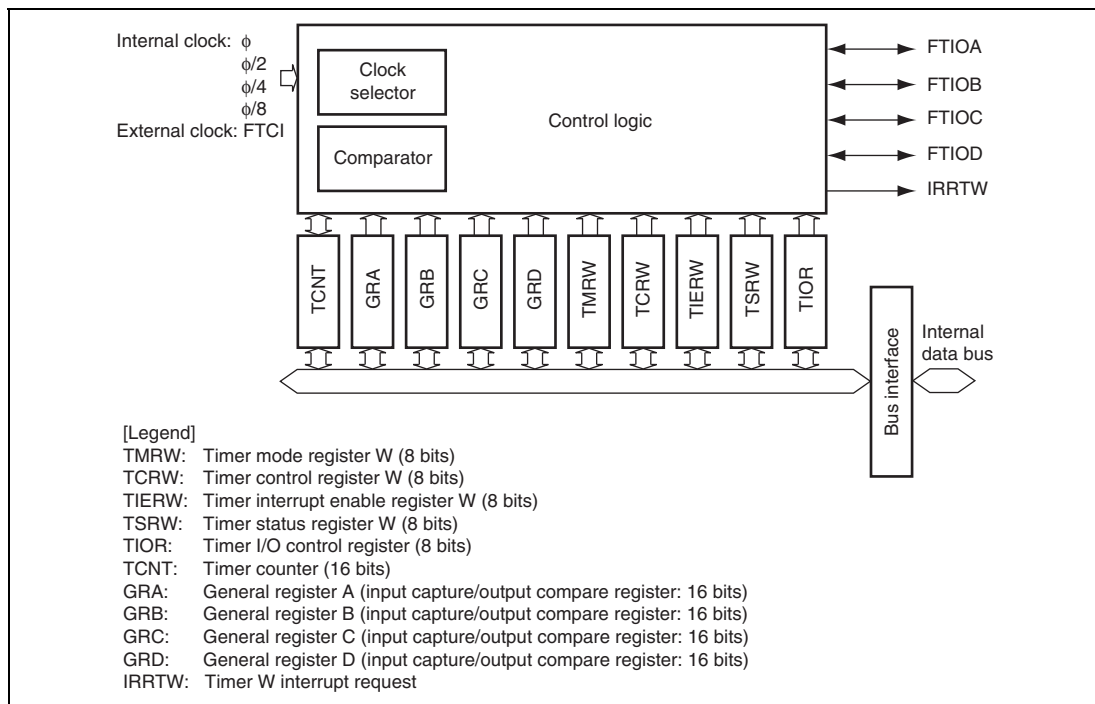 Internal clock: ϕ
ϕ/2
ϕ/4
ϕ/8
External clock: FTCI
Clock
selector
Comparator
Control logic
FTIOA
FTIOB
FTIOC
FTIOD
IRRTW
TCNT
GRA
GRB
GRC
GRD
TMRW
TCRW
TIERW
TSRW
TIOR
Bus interface
Internal
data bus
[Legend]
TMRW: Timer mode register W (8 bits)
TCRW: Timer control register W (8 bits)
TIERW: Timer interrupt enable register W (8 bits)
TSRW: Timer status register W (8 bits)
TIOR: Timer I/O control register (8 bits)
TCNT: Timer counter (16 bits)
GRA: General register A (input capture/output compare register: 16 bits)
GRB: General register B (input capture/output compare register: 16 bits)
GRC: General register C (input capture/output compare register: 16 bits)
GRD: General register D (input capture/output compare register: 16 bits)
IRRTW: Timer W interrupt request